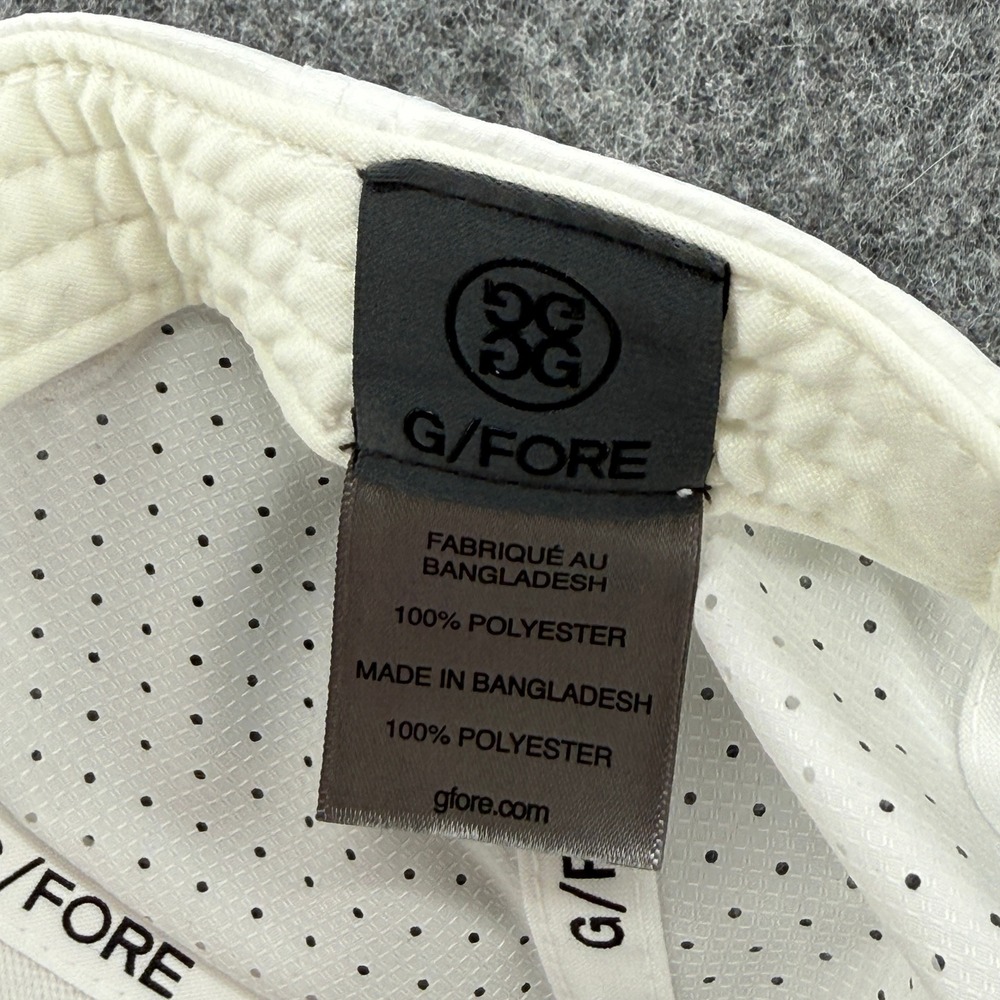 G/FORE
FABRIQUÉ AU
BANGLADESH
100% POLYESTER
MADE IN BANGLADESH
100% POLYESTER
gfore.com
/FORE
G/F